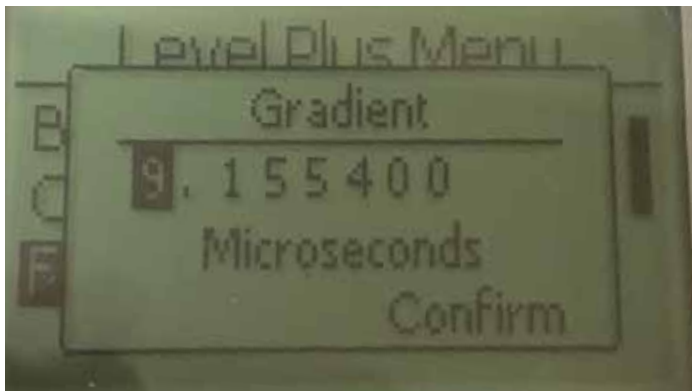 Level Plus Menu
Gradient
9.155400
Microseconds
Confirm